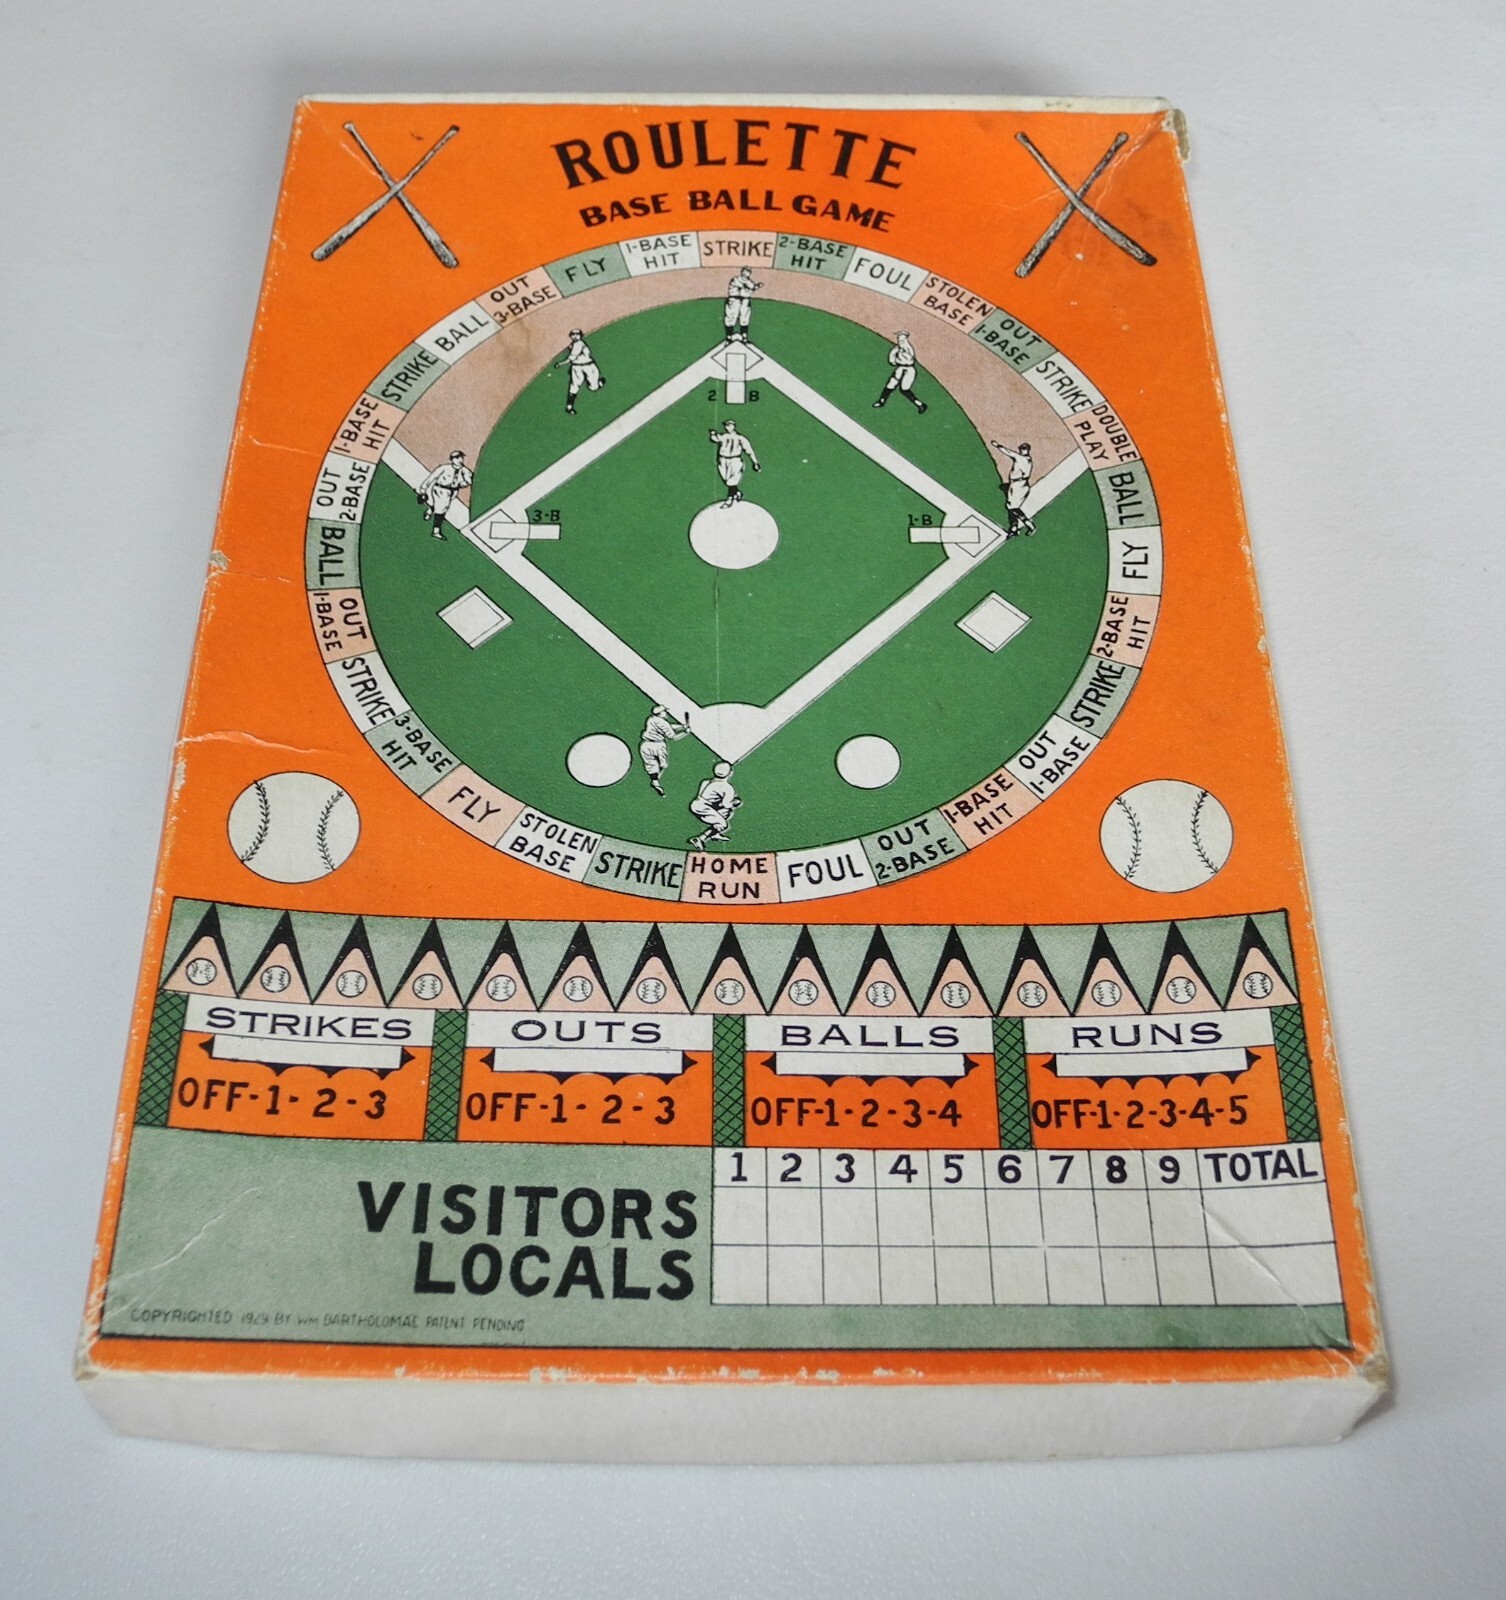 ROULETTE
BASE BALL GAME
STRIKE
2-BASE HIT
FOUL
STOLEN BASE
OUT 1-BASE
STRIKE
DOUBLE PLAY
BALL
FLY
2-BASE HIT
STRIKE
OUT 1-BASE
1-BASE HIT
OUT 2-BASE
FOUL
HOME RUN
STRIKE
STOLEN BASE
FLY
3-BASE HIT
STRIKE
OUT 1-BASE
BALL
OUT 2-BASE
1-BASE HIT
STRIKE
BALL
OUT 3-BASE
FLY
1-BASE HIT
2 B
3-B
1-B
STRIKES OUTS BALLS RUNS
OFF-1-2-3 OFF-1-2-3 OFF-1-2-3-4 OFF-1-2-3-4-5
1 2 3 4 5 6 7 8 9 TOTAL
VISITORS
LOCALS
COPYRIGHTED 1929 BY WM BARTHOLOMAE PATENT PENDING